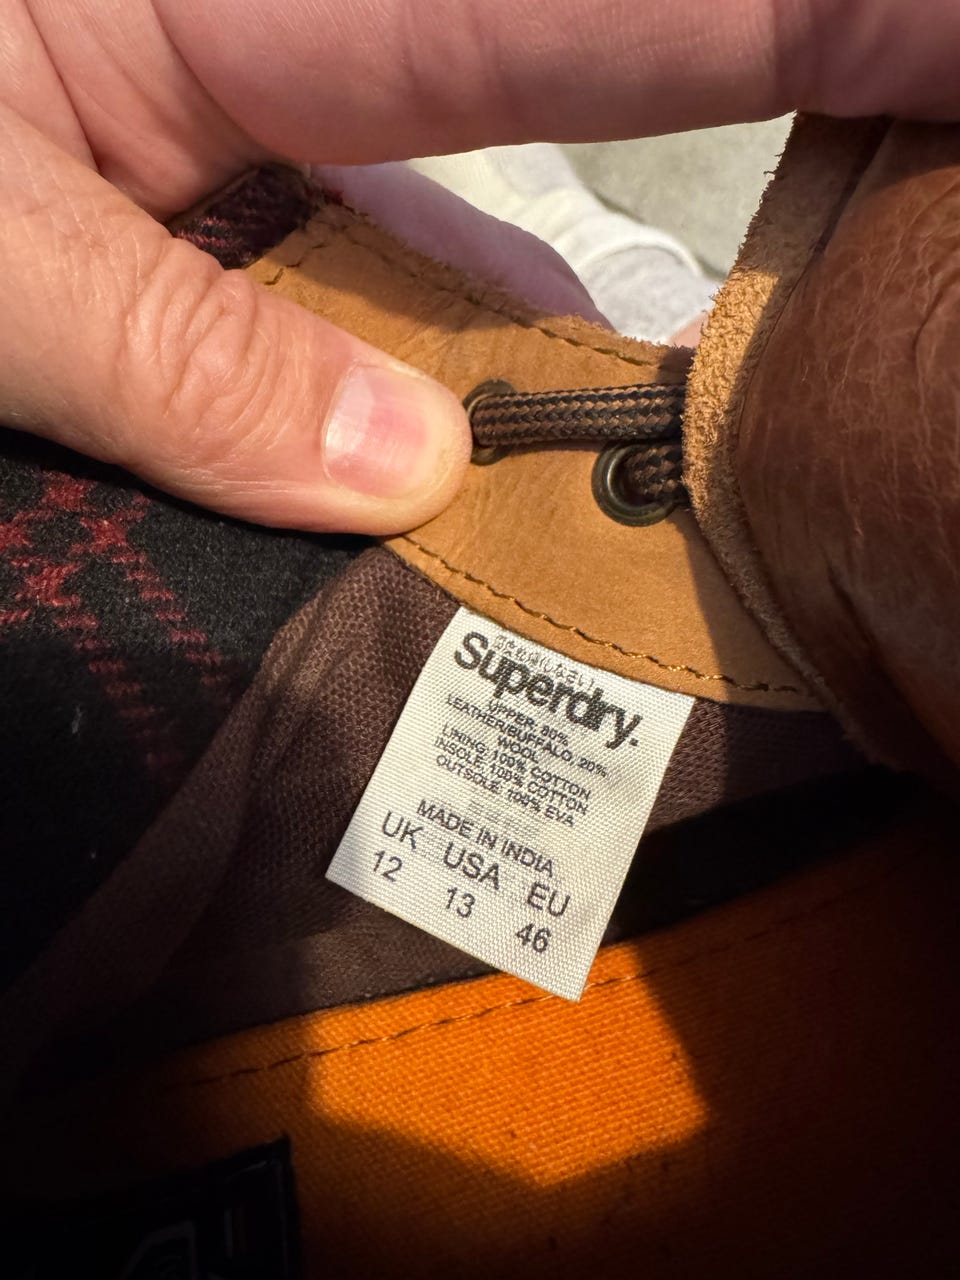 Superdry.
UPPER, 80%
LEATHER/BUFFALO, 20%
WOOL
LINING: 100% COTTON
INSOLE: 100% COTTON
OUTSOLE: 100% EVA
MADE IN INDIA
UK USA EU
12 13 46